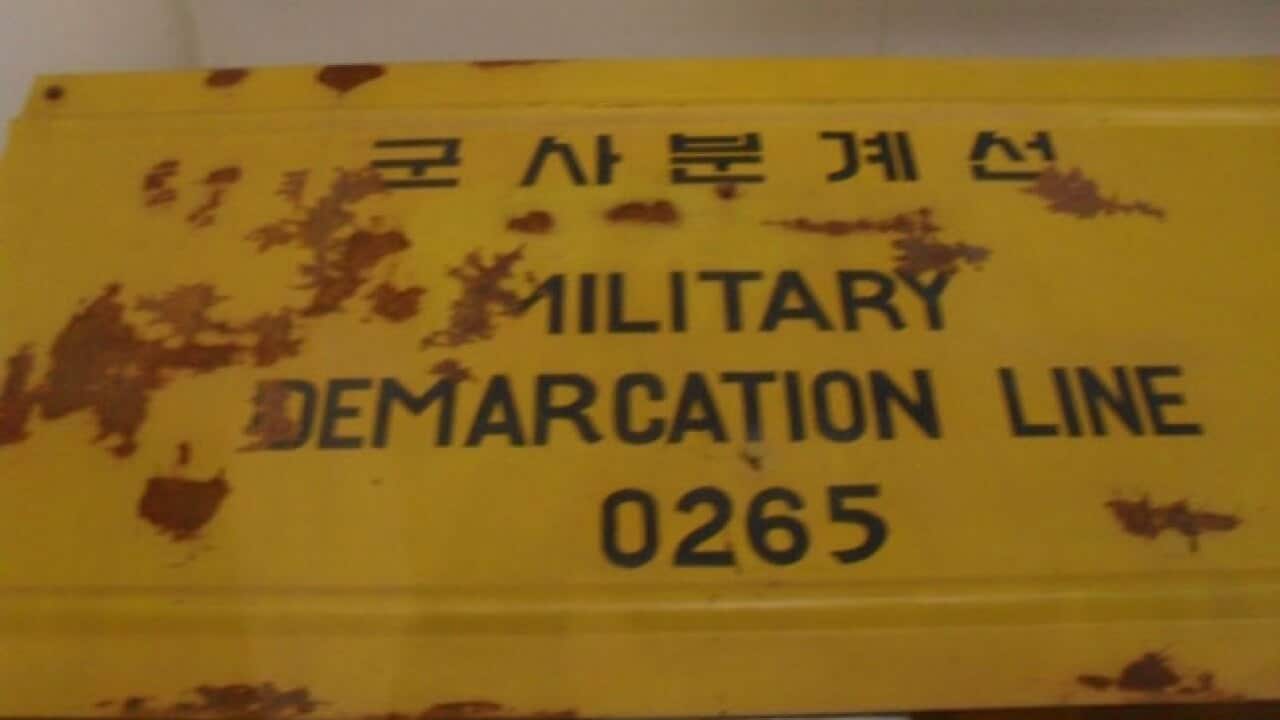 군사분계선
MILITARY
DEMARCATION LINE
0265